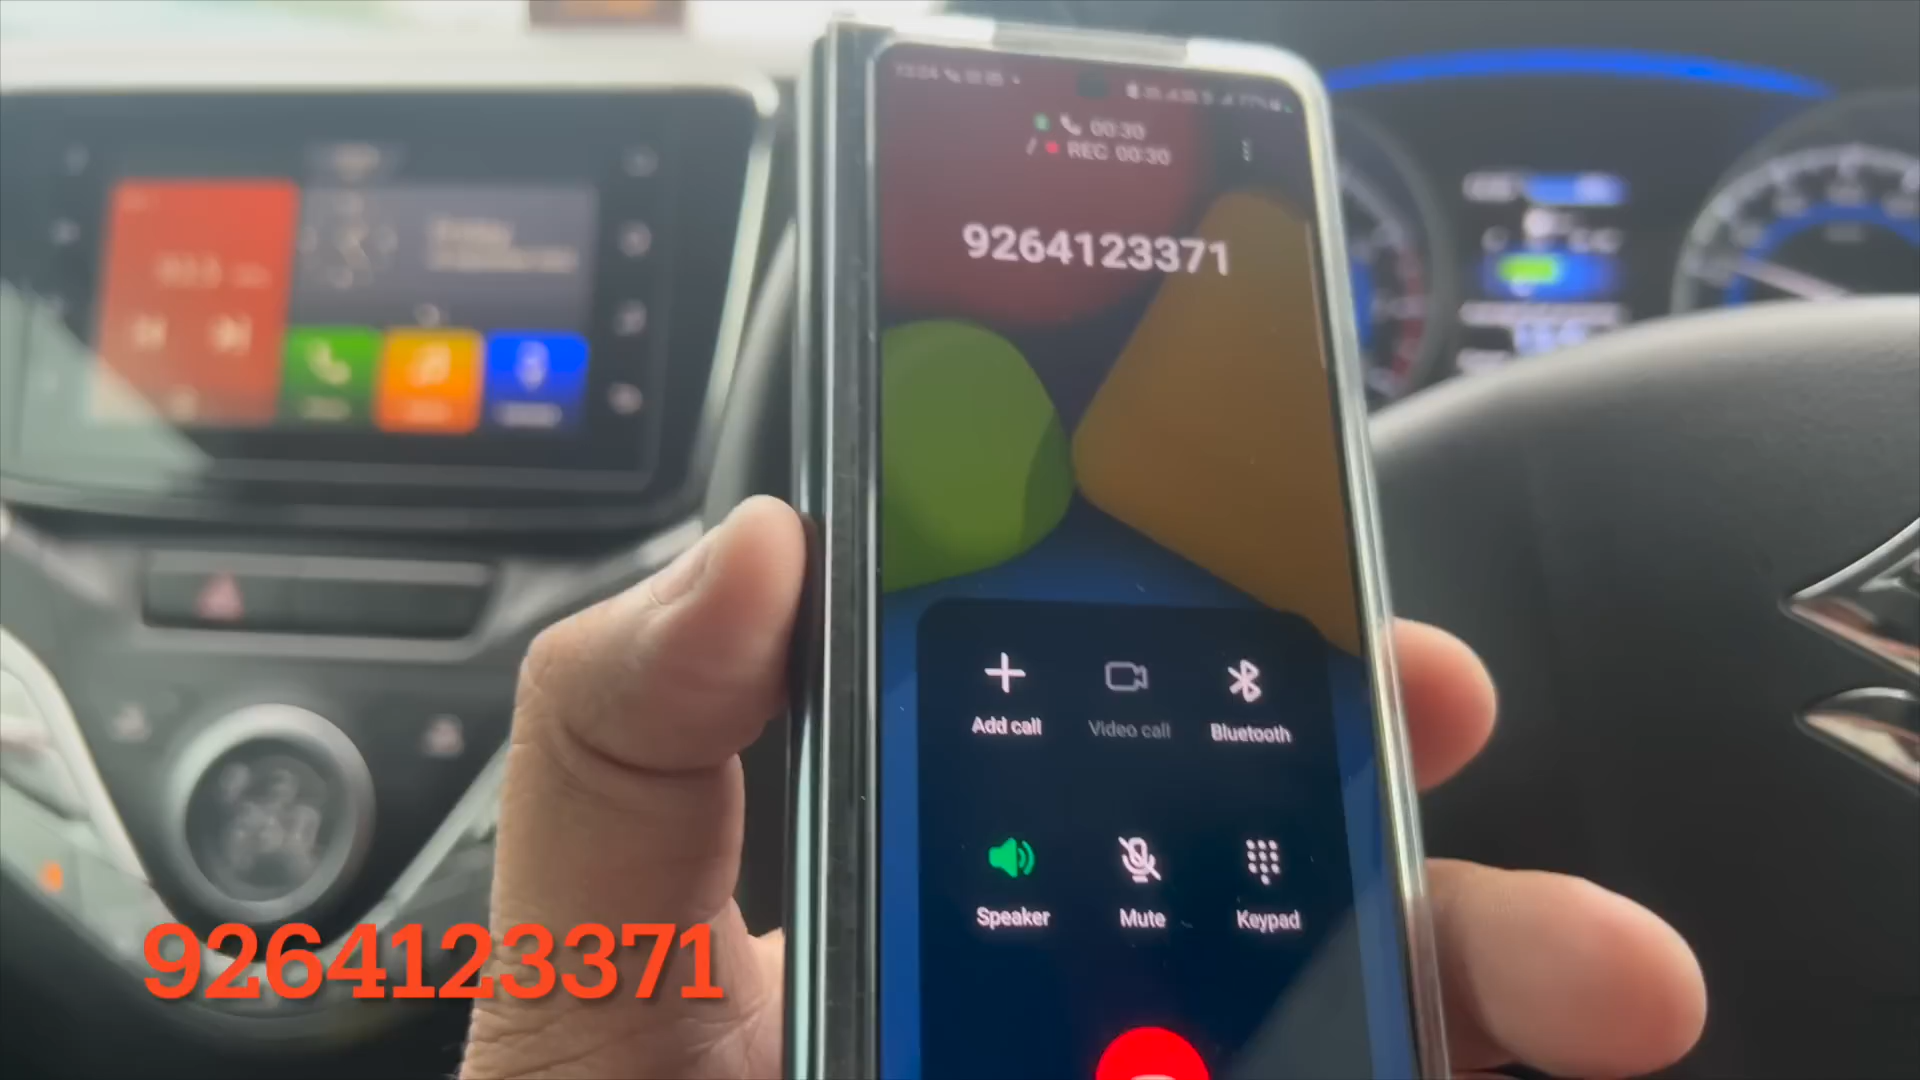 00:30
REC 00:30
9264123371
Add call
Video call
Bluetooth
Speaker
Mute
Keypad
9264123371